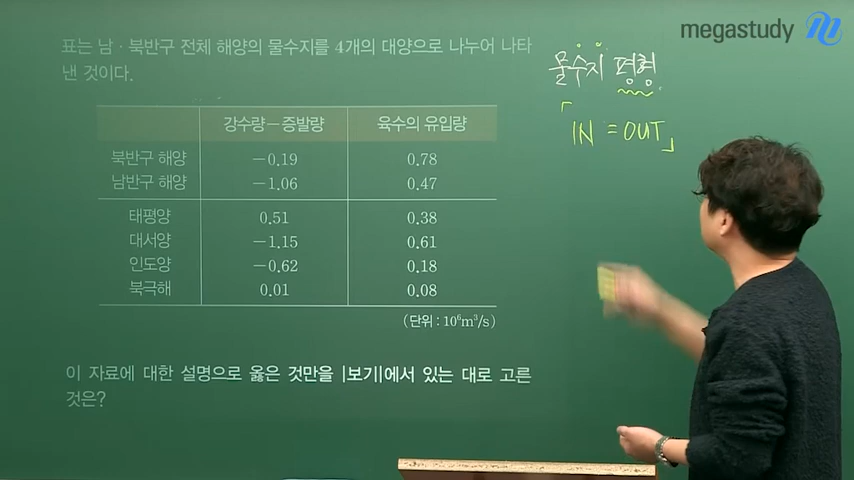 megastudy
표는 남·북반구 전체 해양의 물수지를 4개의 대양으로 나누어 나타
낸 것이다.
강수량-증발량 육수의 유입량
북반구 해양 -0.19 0.78
남반구 해양 -1.06 0.47
태평양 0.51 0.38
대서양 -1.15 0.61
인도양 -0.62 0.18
북극해 0.01 0.08
(단위 : 10⁶m³/s)
이 자료에 대한 설명으로 옳은 것만을 |보기|에서 있는 대로 고른
것은?
물수지 평형
「IN = OUT」